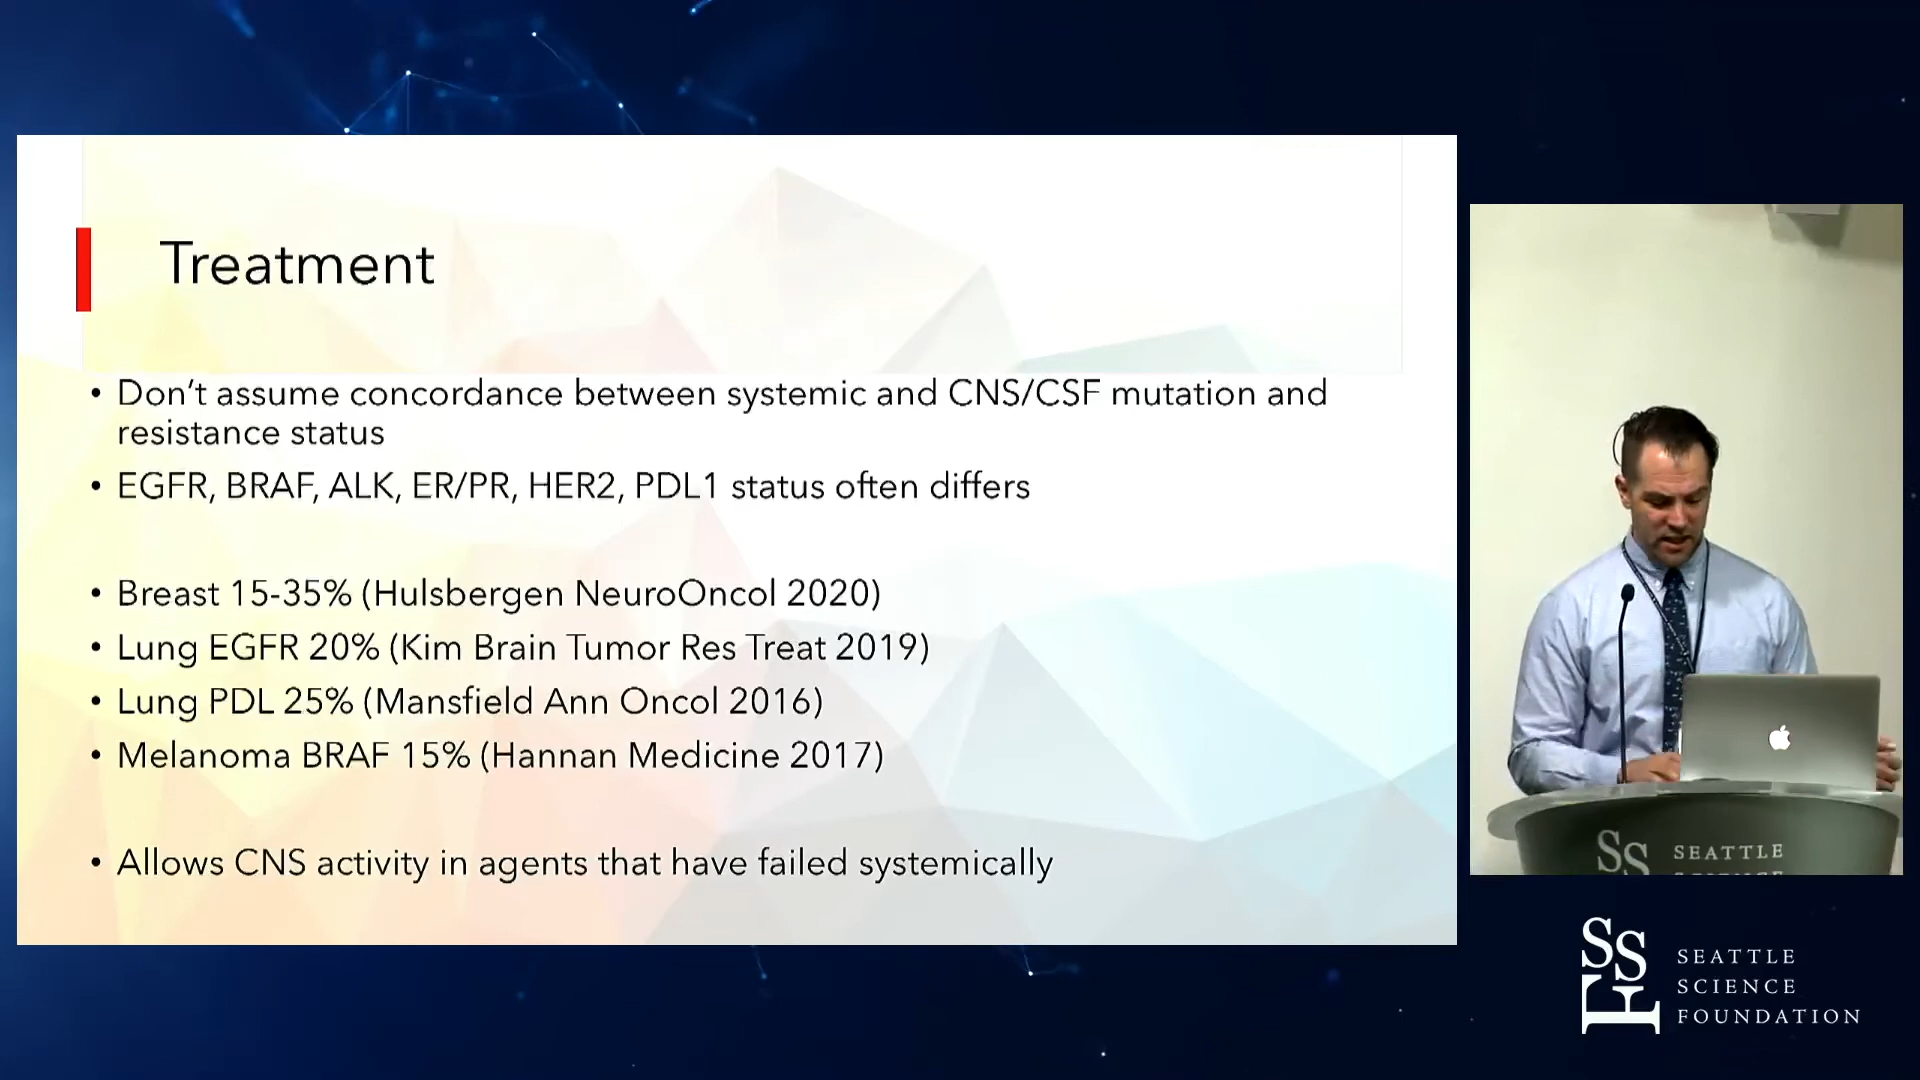 Treatment
• Don't assume concordance between systemic and CNS/CSF mutation and
resistance status
• EGFR, BRAF, ALK, ER/PR, HER2, PDL1 status often differs
• Breast 15-35% (Hulsbergen NeuroOncol 2020)
• Lung EGFR 20% (Kim Brain Tumor Res Treat 2019)
• Lung PDL 25% (Mansfield Ann Oncol 2016)
• Melanoma BRAF 15% (Hannan Medicine 2017)
• Allows CNS activity in agents that have failed systemically
SS SEATTLE
SCIENCE
SSF
SEATTLE
SCIENCE
FOUNDATION